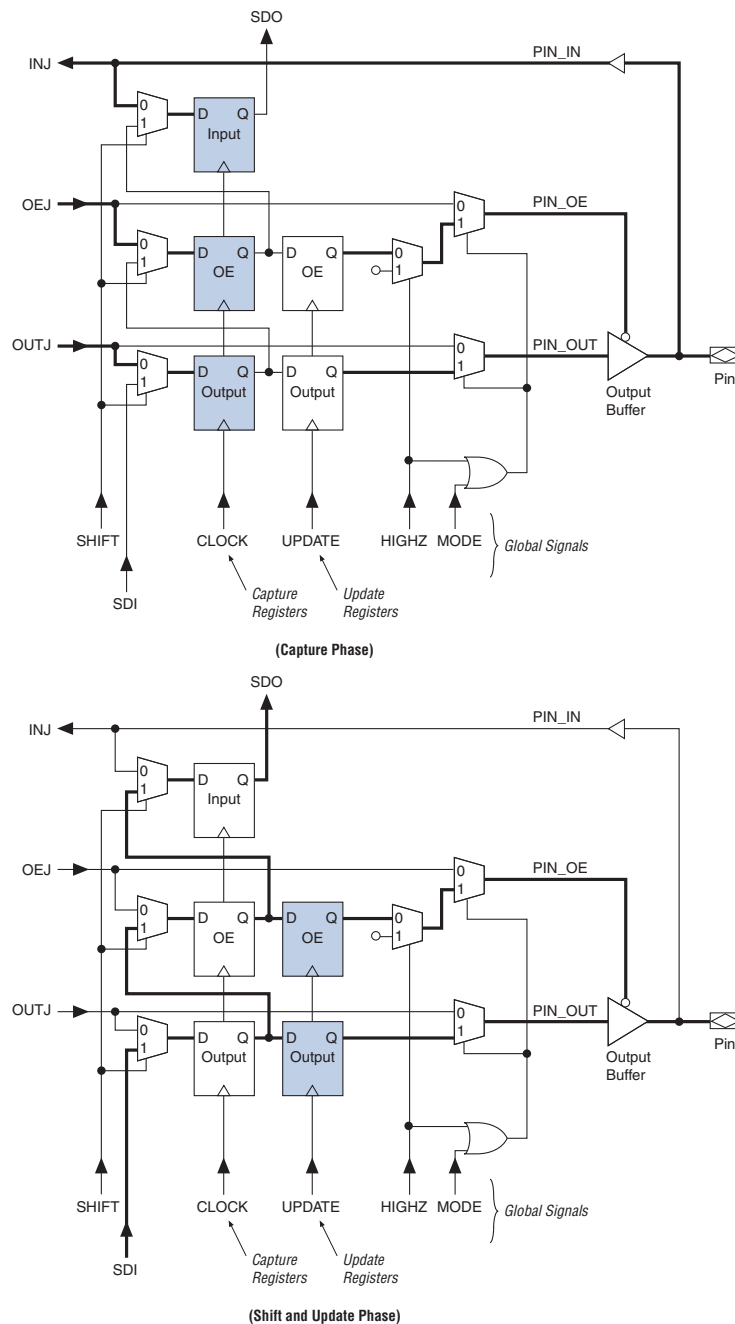 SDO
INJ
PIN_IN
0
1
D Q
Input
OEJ
0
1
PIN_OE
0
1
D Q
OE
D Q
OE
0
1
OUTJ
0
1
PIN_OUT
0
1
D Q
Output
D Q
Output
Pin
Output
Buffer
SHIFT
CLOCK
UPDATE
HIGHZ
MODE
Global Signals
SDI
Capture
Registers
Update
Registers
(Capture Phase)
SDO
INJ
PIN_IN
0
1
D Q
Input
OEJ
0
1
PIN_OE
0
1
D Q
OE
D Q
OE
0
1
OUTJ
0
1
PIN_OUT
0
1
D Q
Output
D Q
Output
Pin
Output
Buffer
SHIFT
CLOCK
UPDATE
HIGHZ
MODE
Global Signals
SDI
Capture
Registers
Update
Registers
(Shift and Update Phase)